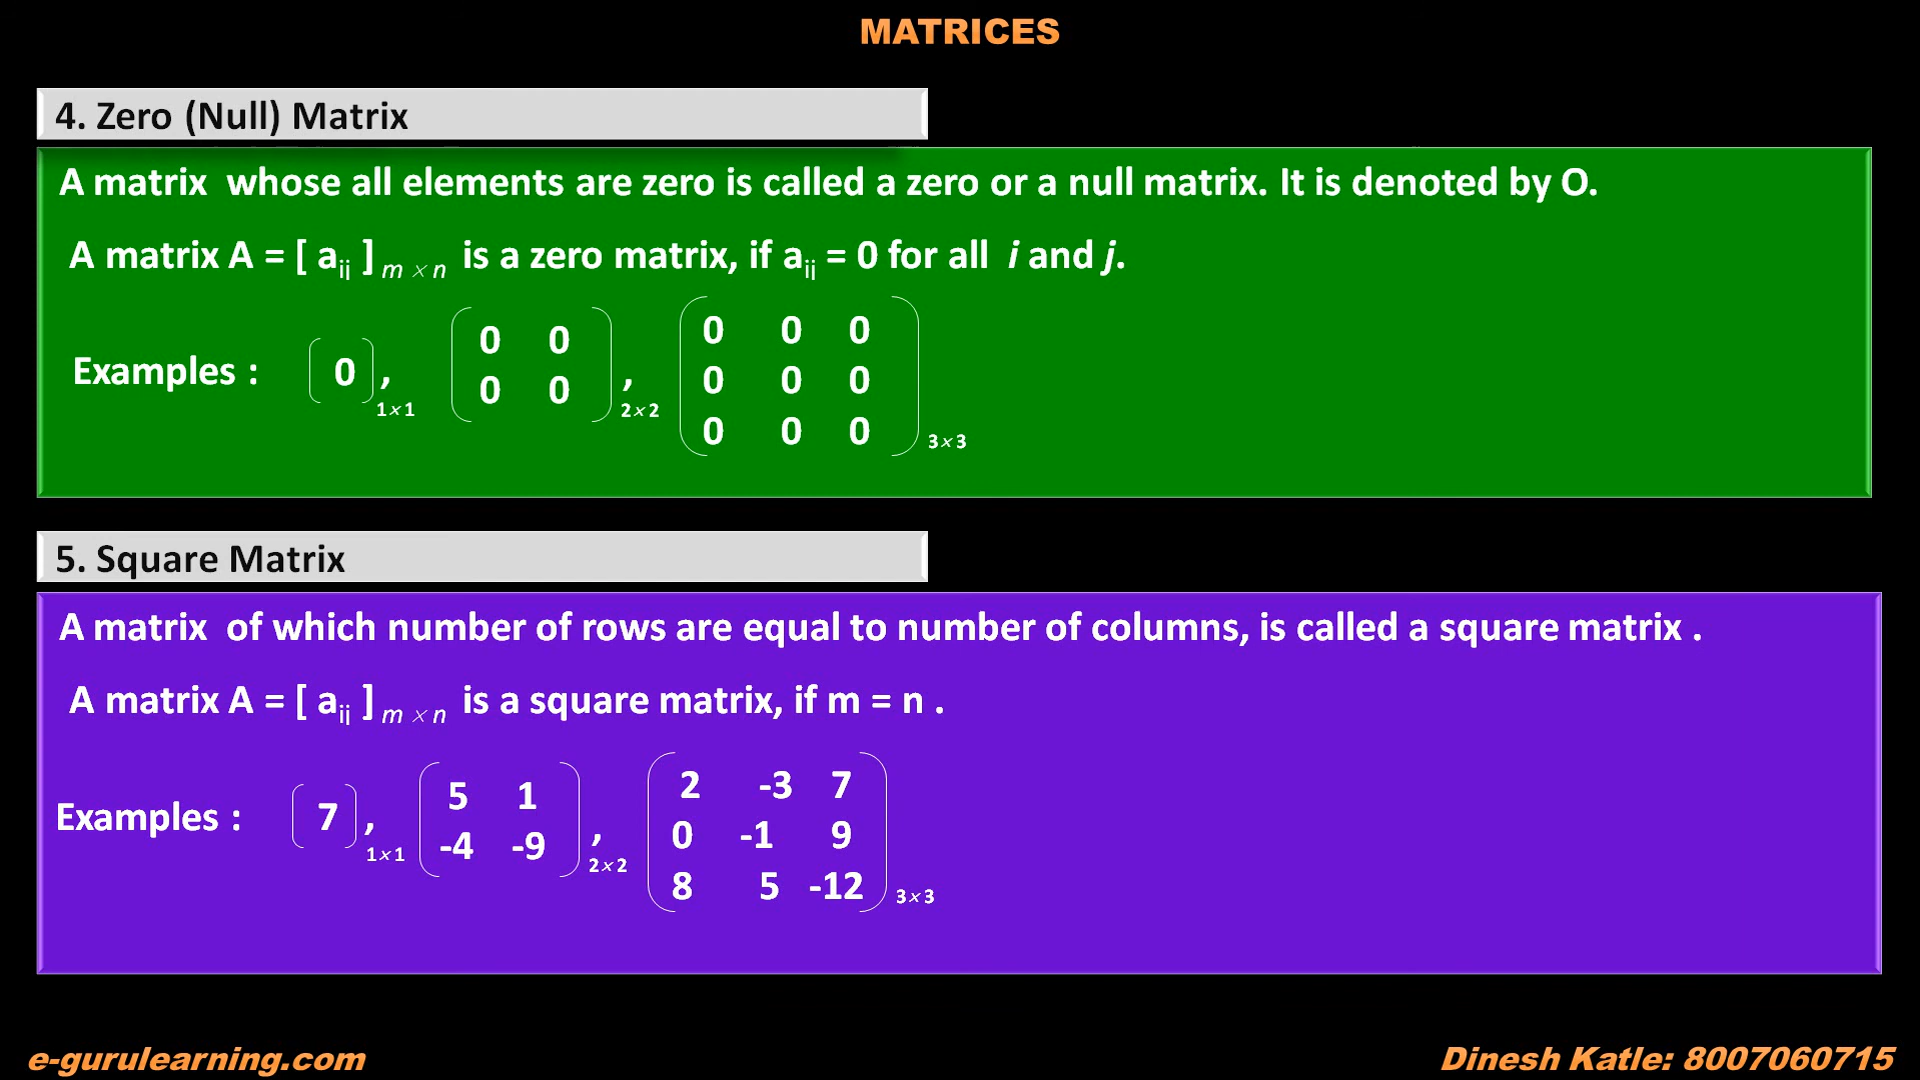 MATRICES
4. Zero (Null) Matrix
A matrix whose all elements are zero is called a zero or a null matrix. It is denoted by O.
A matrix A = [ aij ] m × n is a zero matrix, if aij = 0 for all i and j.
Examples : ( 0 ) 1×1 , ( 0 0
0 0 ) 2×2 , ( 0 0 0
0 0 0
0 0 0 ) 3×3
5. Square Matrix
A matrix of which number of rows are equal to number of columns, is called a square matrix .
A matrix A = [ aij ] m × n is a square matrix, if m = n .
Examples : ( 7 ) 1×1 , ( 5 1
-4 -9 ) 2×2 , ( 2 -3 7
0 -1 9
8 5 -12 ) 3×3
e-gurulearning.com
Dinesh Katle: 8007060715